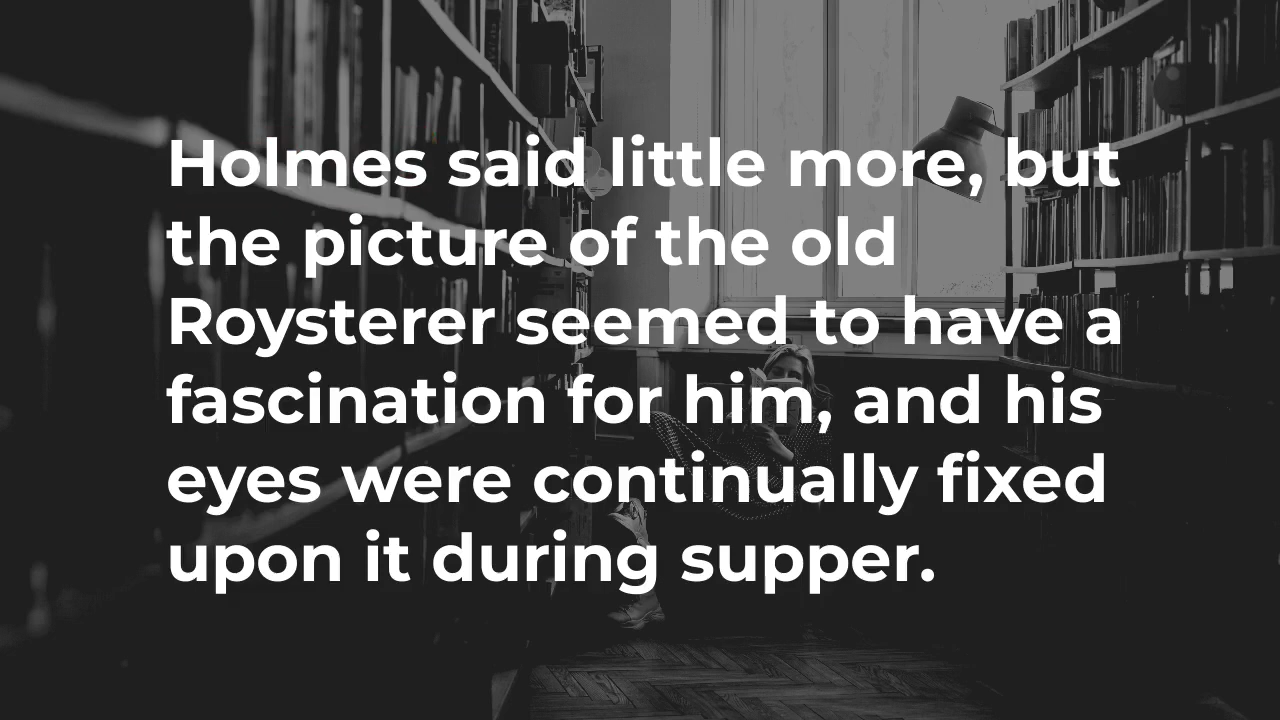 Holmes said little more, but
the picture of the old
Roysterer seemed to have a
fascination for him, and his
eyes were continually fixed
upon it during supper.